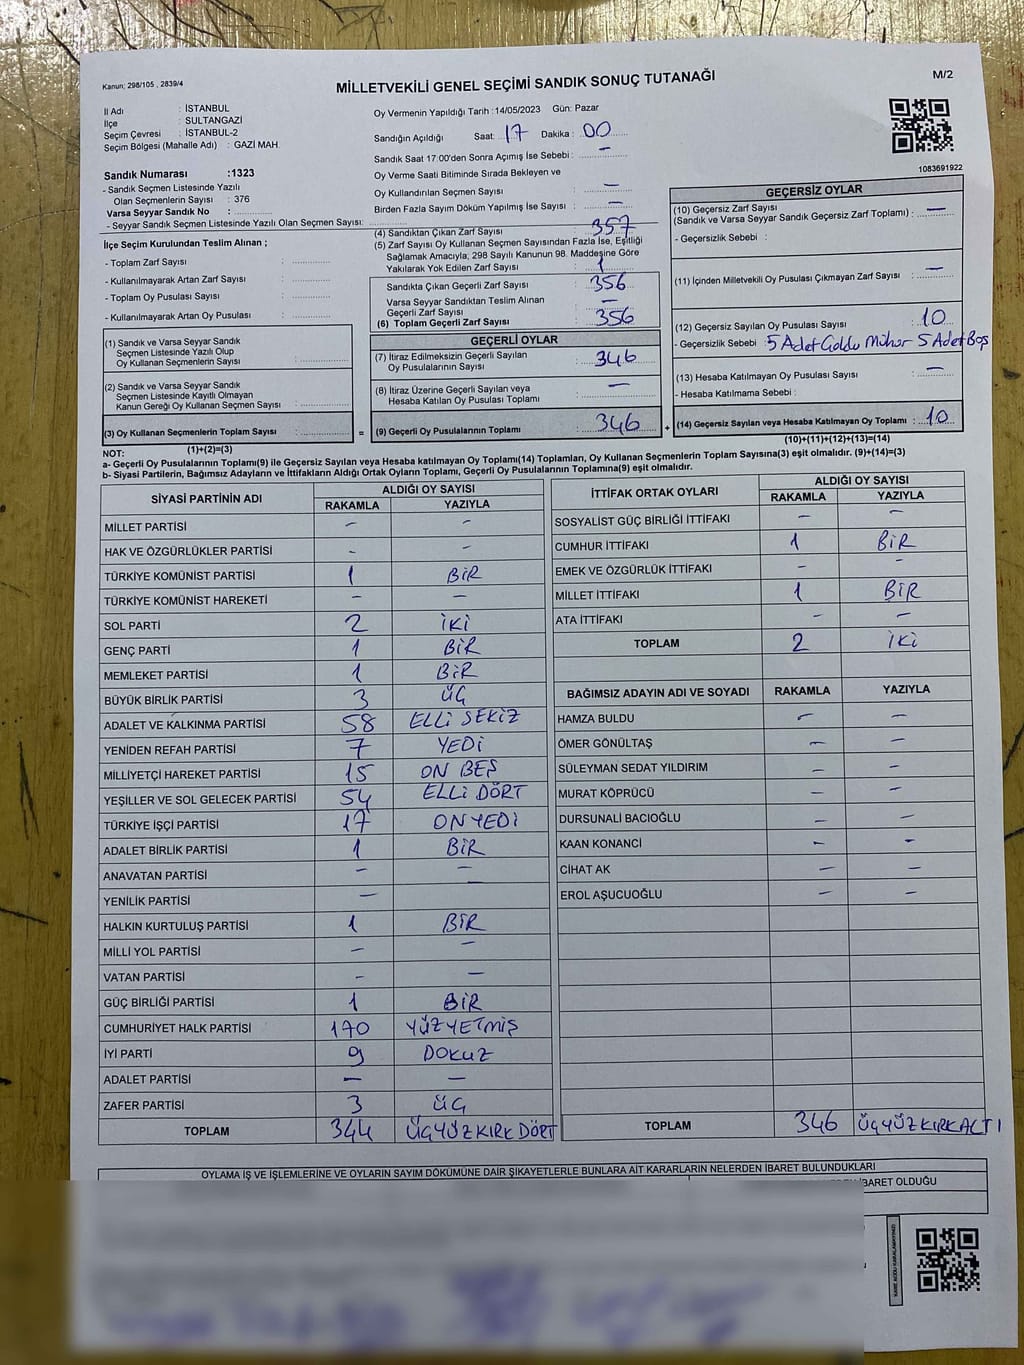 Kanun; 298/105 , 2839/4
MİLLETVEKİLİ GENEL SEÇİMİ SANDIK SONUÇ TUTANAĞI
M/2
İl Adı : İSTANBUL
İlçe : SULTANGAZİ
Seçim Çevresi : İSTANBUL-2
Seçim Bölgesi (Mahalle Adı) : GAZİ MAH.
Oy Vermenin Yapıldığı Tarih :14/05/2023 Gün: Pazar
Sandığın Açıldığı Saat: 17 Dakika : 00
Sandık Saat 17:00'den Sonra Açımış İse Sebebi : —
Oy Verme Saati Bitiminde Sırada Bekleyen ve
Oy Kullandırılan Seçmen Sayısı : —
Birden Fazla Sayım Döküm Yapılmış İse Sayısı : —
1083691922
Sandık Numarası :1323
- Sandık Seçmen Listesinde Yazılı
Olan Seçmenlerin Sayısı : 376
Varsa Seyyar Sandık No :
- Seyyar Sandık Seçmen Listesinde Yazılı Olan Seçmen Sayısı:
İlçe Seçim Kurulundan Teslim Alınan ;
- Toplam Zarf Sayısı :
- Kullanılmayarak Artan Zarf Sayısı :
- Toplam Oy Pusulası Sayısı :
- Kullanılmayarak Artan Oy Pusulası :
(1) Sandık ve Varsa Seyyar Sandık
Seçmen Listesinde Yazılı Olup
Oy Kullanan Seçmenlerin Sayısı :
(2) Sandık ve Varsa Seyyar Sandık
Seçmen Listesinde Kayıtlı Olmayan
Kanun Gereği Oy Kullanan Seçmen Sayısı :
(3) Oy Kullanan Seçmenlerin Toplam Sayısı :
(1)+(2)=(3)
(4) Sandıktan Çıkan Zarf Sayısı : 357
(5) Zarf Sayısı Oy Kullanan Seçmen Sayısından Fazla İse, Eşitliği
Sağlamak Amacıyla; 298 Sayılı Kanunun 98. Maddesine Göre
Yakılarak Yok Edilen Zarf Sayısı : 1
Sandıkta Çıkan Geçerli Zarf Sayısı : 356
Varsa Seyyar Sandıktan Teslim Alınan
Geçerli Zarf Sayısı : —
(6) Toplam Geçerli Zarf Sayısı : 356
GEÇERLİ OYLAR
(7) İtiraz Edilmeksizin Geçerli Sayılan
Oy Pusulalarının Sayısı : 346
(8) İtiraz Üzerine Geçerli Sayılan veya
Hesaba Katılan Oy Pusulası Toplamı : —
= (9) Geçerli Oy Pusulalarının Toplamı : 346
GEÇERSİZ OYLAR
(10) Geçersiz Zarf Sayısı
(Sandık ve Varsa Seyyar Sandık Geçersiz Zarf Toplamı) : —
- Geçersizlik Sebebi :
(11) İçinden Milletvekili Oy Pusulası Çıkmayan Zarf Sayısı : —
(12) Geçersiz Sayılan Oy Pusulası Sayısı : 10
- Geçersizlik Sebebi : 5 Adet Çoklu Mühür 5 Adet Boş
(13) Hesaba Katılmayan Oy Pusulası Sayısı : —
- Hesaba Katılmama Sebebi :
+ (14) Geçersiz Sayılan veya Hesaba Katılmayan Oy Toplamı : 10
(10)+(11)+(12)+(13)=(14)
NOT:
a- Geçerli Oy Pusulalarının Toplamı(9) ile Geçersiz Sayılan veya Hesaba katılmayan Oy Toplamı(14) Toplamları, Oy Kullanan Seçmenlerin Toplam Sayısına(3) eşit olmalıdır. (9)+(14)=(3)
b- Siyasi Partilerin, Bağımsız Adayların ve İttifakların Aldığı Ortak Oyların Toplamı, Geçerli Oy Pusulalarının Toplamına(9) eşit olmalıdır.
SİYASİ PARTİNİN ADI ALDIĞI OY SAYISI
RAKAMLA YAZIYLA
MİLLET PARTİSİ - -
HAK VE ÖZGÜRLÜKLER PARTİSİ - -
TÜRKİYE KOMÜNİST PARTİSİ 1 BİR
TÜRKİYE KOMÜNİST HAREKETİ - -
SOL PARTİ 2 İKİ
GENÇ PARTİ 1 BİR
MEMLEKET PARTİSİ 1 BİR
BÜYÜK BİRLİK PARTİSİ 3 ÜÇ
ADALET VE KALKINMA PARTİSİ 58 ELLİ SEKİZ
YENİDEN REFAH PARTİSİ 7 YEDİ
MİLLİYETÇİ HAREKET PARTİSİ 15 ON BEŞ
YEŞİLLER VE SOL GELECEK PARTİSİ 54 ELLİ DÖRT
TÜRKİYE İŞÇİ PARTİSİ 17 ONYEDİ
ADALET BİRLİK PARTİSİ 1 BİR
ANAVATAN PARTİSİ - -
YENİLİK PARTİSİ - -
HALKIN KURTULUŞ PARTİSİ 1 BİR
MİLLİ YOL PARTİSİ - -
VATAN PARTİSİ - -
GÜÇ BİRLİĞİ PARTİSİ 1 BİR
CUMHURİYET HALK PARTİSİ 170 YÜZYETMİŞ
İYİ PARTİ 9 DOKUZ
ADALET PARTİSİ - -
ZAFER PARTİSİ 3 ÜÇ
TOPLAM 344 ÜÇYÜZKIRKDÖRT
İTTİFAK ORTAK OYLARI ALDIĞI OY SAYISI
RAKAMLA YAZIYLA
SOSYALİST GÜÇ BİRLİĞİ İTTİFAKI - -
CUMHUR İTTİFAKI 1 BİR
EMEK VE ÖZGÜRLÜK İTTİFAKI - -
MİLLET İTTİFAKI 1 BİR
ATA İTTİFAKI - -
TOPLAM 2 İKİ
BAĞIMSIZ ADAYIN ADI VE SOYADI RAKAMLA YAZIYLA
HAMZA BULDU - -
ÖMER GÖNÜLTAŞ - -
SÜLEYMAN SEDAT YILDIRIM - -
MURAT KÖPRÜCÜ - -
DURSUNALİ BACIOĞLU - -
KAAN KONANCİ - -
CİHAT AK - -
EROL AŞUCUOĞLU - -
TOPLAM 346 ÜÇYÜZKIRKALTI
OYLAMA İŞ VE İŞLEMLERİNE VE OYLARIN SAYIM DÖKÜMÜNE DAİR ŞİKAYETLERLE BUNLARA AİT KARARLARIN NELERDEN İBARET BULUNDUKLARI
İBARET OLDUĞU